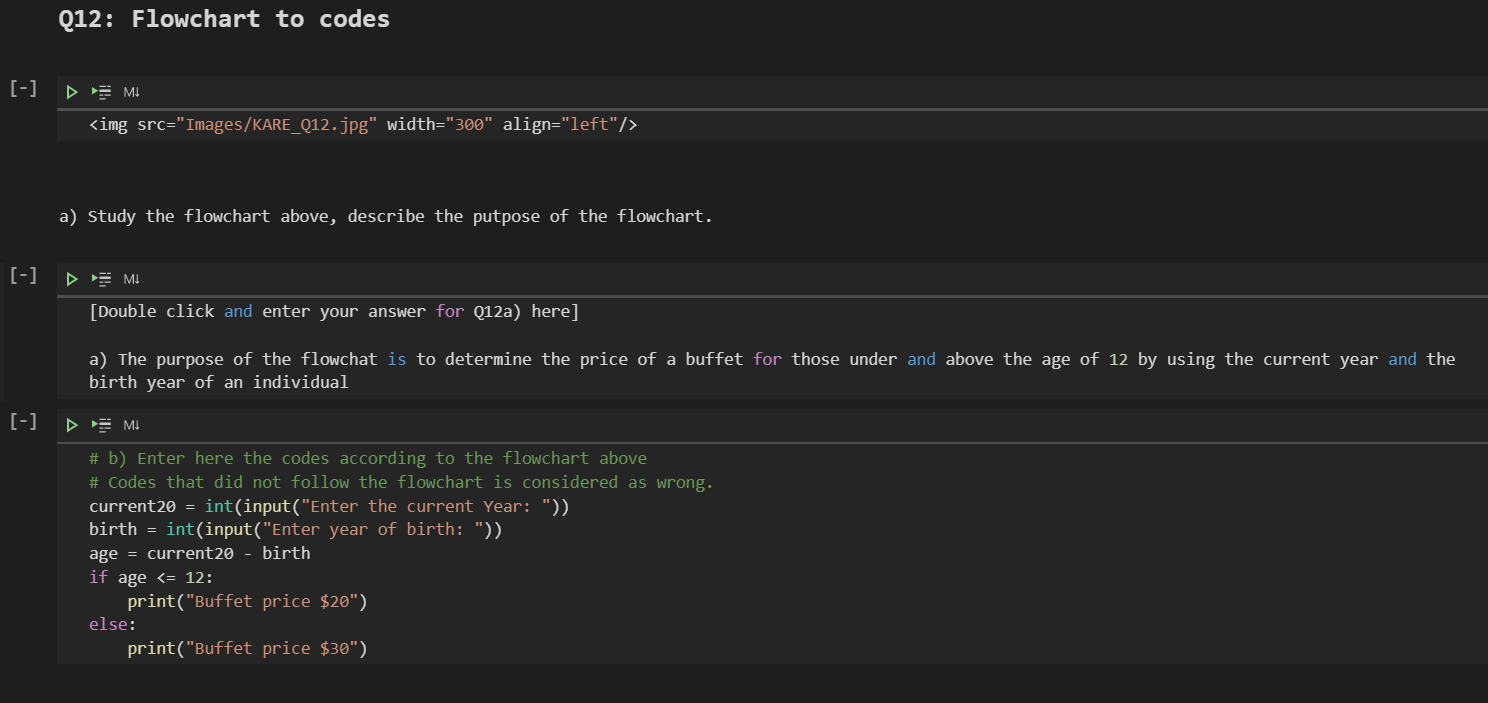 Q12: Flowchart to codes
[-]
M↓
<img src="Images/KARE_Q12.jpg" width="300" align="left"/>
a) Study the flowchart above, describe the putpose of the flowchart.
[-]
M↓
[Double click and enter your answer for Q12a) here]
a) The purpose of the flowchat is to determine the price of a buffet for those under and above the age of 12 by using the current year and the
birth year of an individual
[-]
M↓
# b) Enter here the codes according to the flowchart above
# Codes that did not follow the flowchart is considered as wrong.
current20 = int(input("Enter the current Year: "))
birth = int(input("Enter year of birth: "))
age = current20 - birth
if age <= 12:
    print("Buffet price $20")
else:
    print("Buffet price $30")